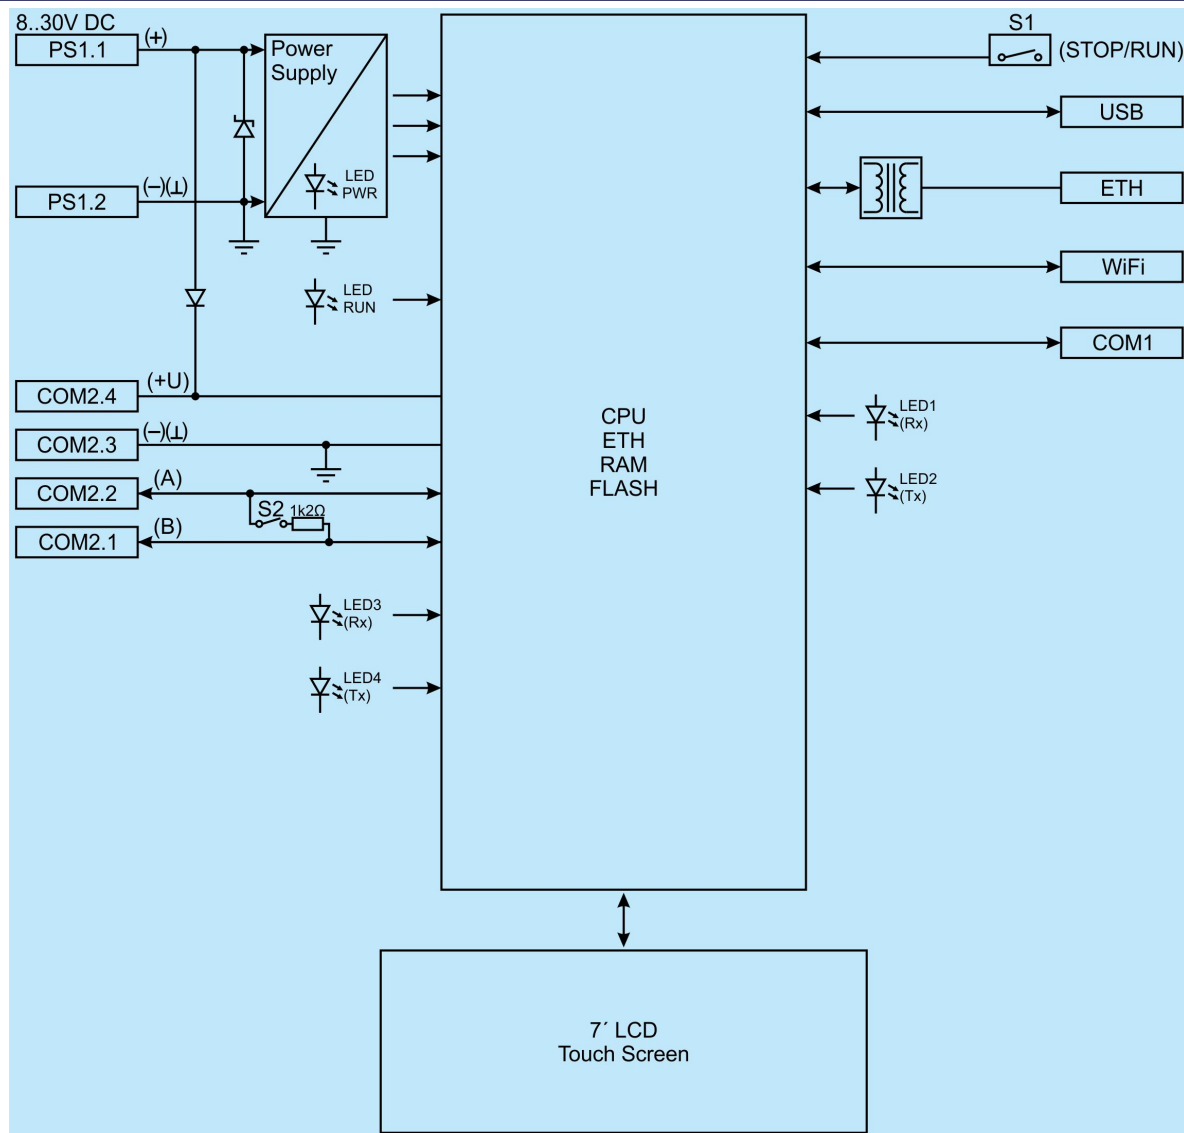 8..30V DC
PS1.1
(+)
Power
Supply
LED
PWR
PS1.2
(–)(⊥)
LED
RUN
COM2.4
(+U)
COM2.3
(–)(⊥)
COM2.2
(A)
S2 1k2Ω
COM2.1
(B)
LED3
(Rx)
LED4
(Tx)
CPU
ETH
RAM
FLASH
S1
(STOP/RUN)
USB
ETH
WiFi
COM1
LED1
(Rx)
LED2
(Tx)
7´ LCD
Touch Screen